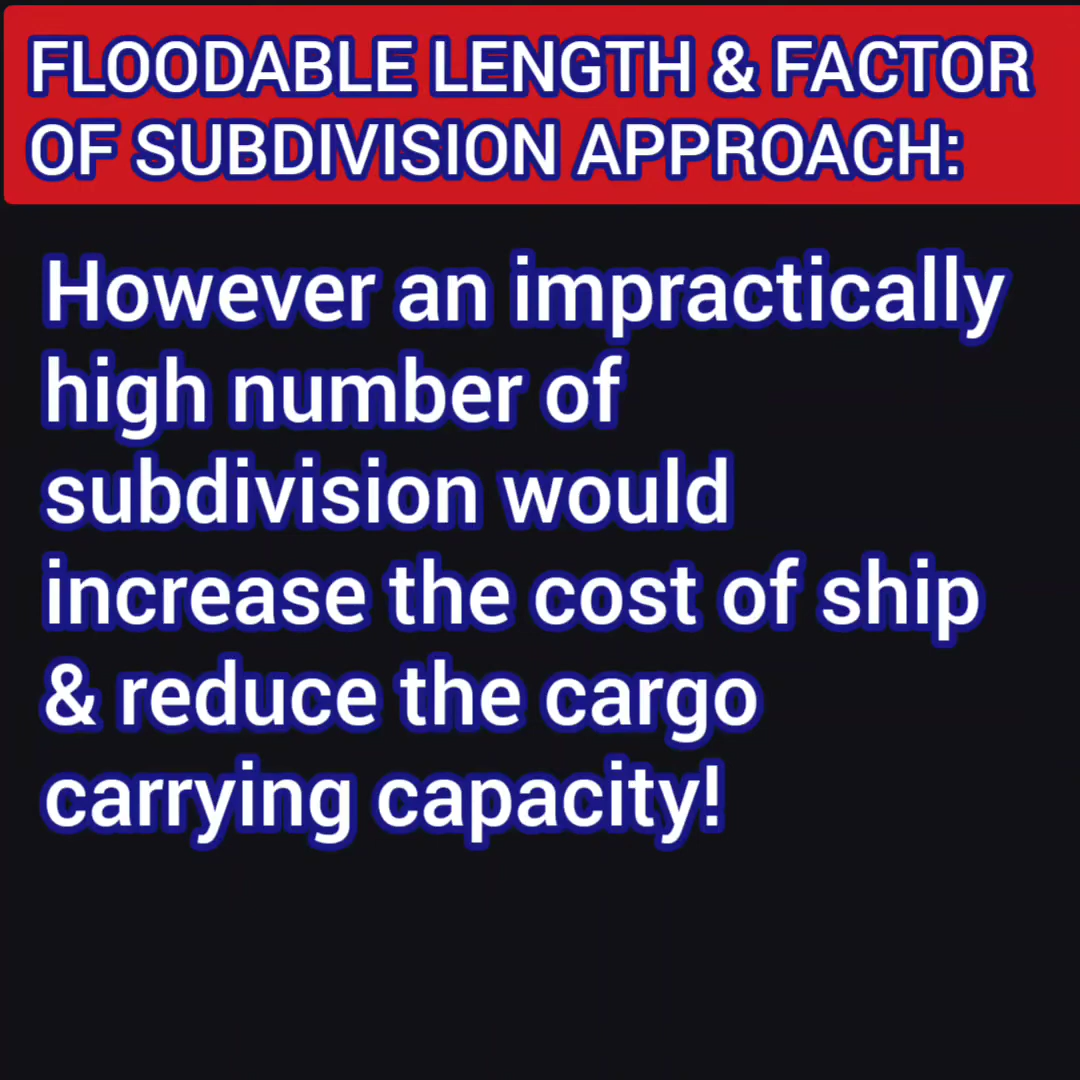 FLOODABLE LENGTH & FACTOR
OF SUBDIVISION APPROACH:
However an impractically
high number of
subdivision would
increase the cost of ship
& reduce the cargo
carrying capacity!